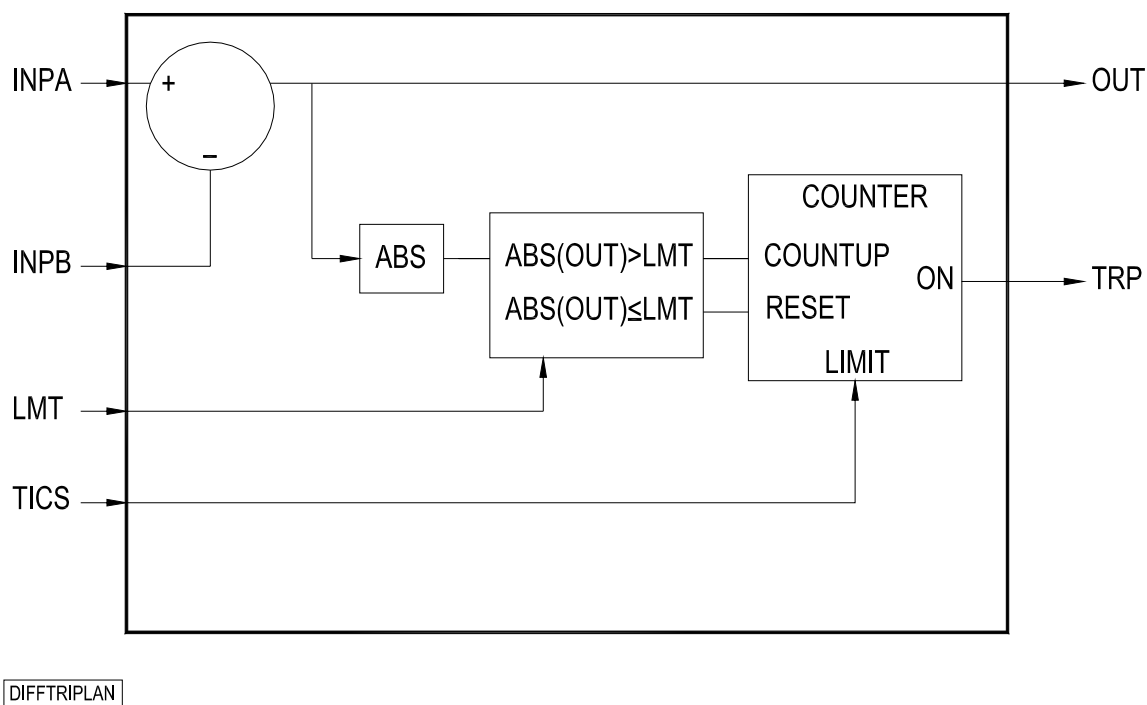 INPA
+
OUT
–
COUNTER
INPB
ABS
ABS(OUT)>LMT
COUNTUP
ON
TRP
ABS(OUT)≤LMT
RESET
LIMIT
LMT
TICS
DIFFTRIPLAN